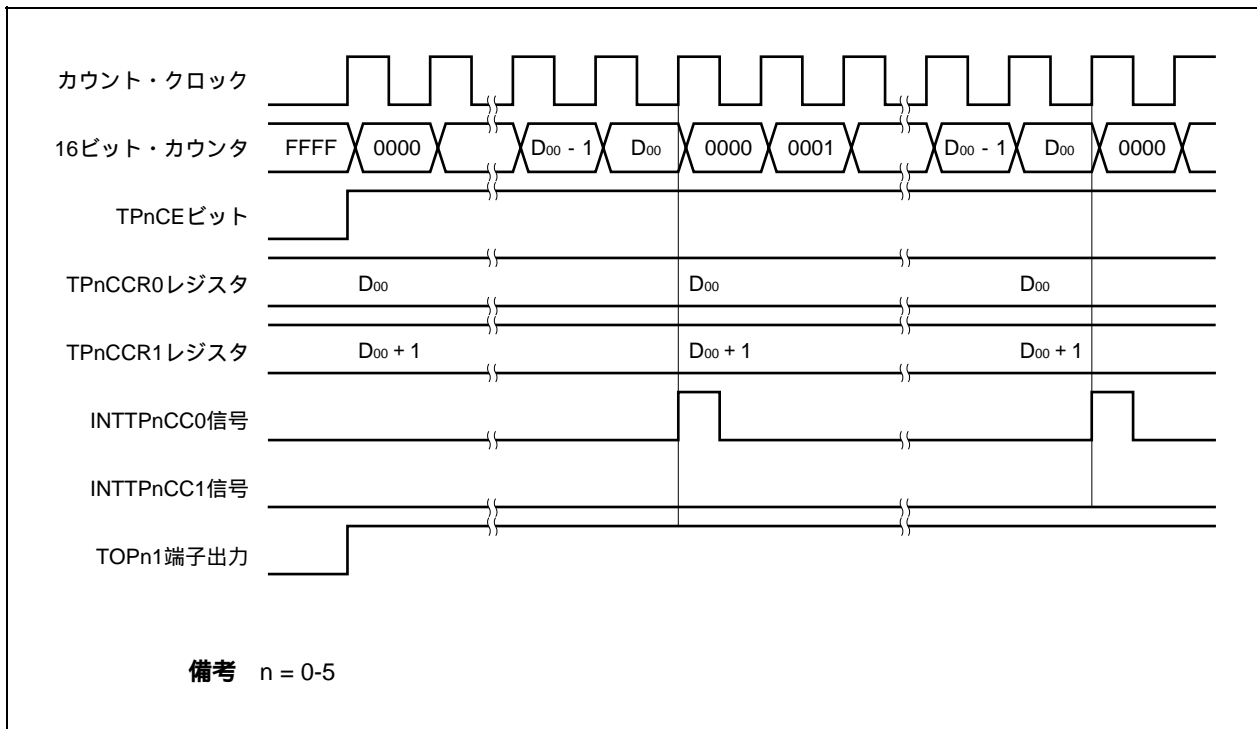 カウント・クロック
16ビット・カウンタ FFFF 0000 D00 - 1 D00 0000 0001 D00 - 1 D00 0000
TPnCEビット
TPnCCR0レジスタ D00 D00 D00
TPnCCR1レジスタ D00 + 1 D00 + 1 D00 + 1
INTTPnCC0信号
INTTPnCC1信号
TOPn1端子出力
備考 n = 0-5